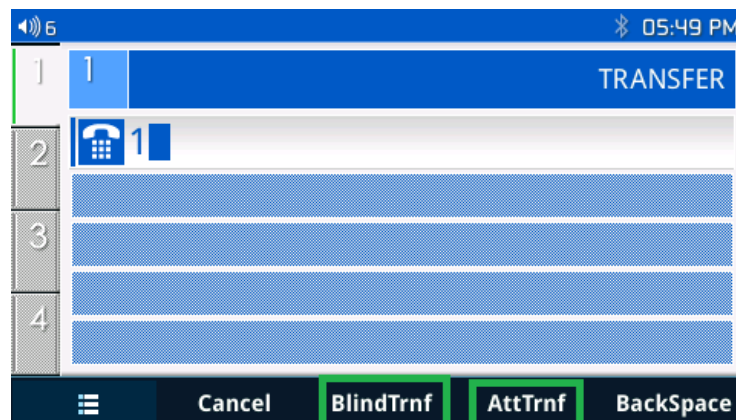 6 05:49 PM
1 1 TRANSFER
2 1
3
4
Cancel BlindTrnf AttTrnf BackSpace